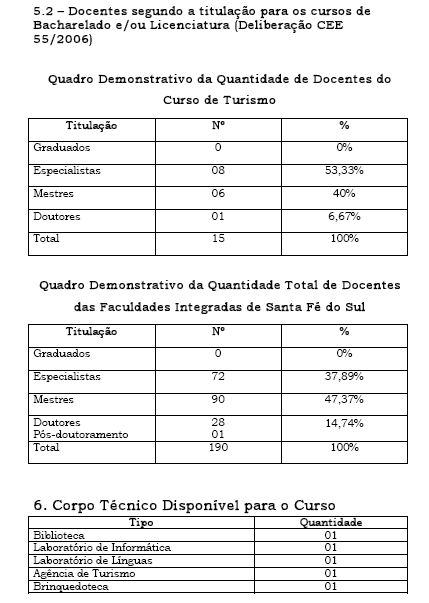 5.2 – Docentes segundo a titulação para os cursos de
Bacharelado e/ou Licenciatura (Deliberação CEE
55/2006)
Quadro Demonstrativo da Quantidade de Docentes do
Curso de Turismo
Titulação Nº %
Graduados 0 0%
Especialistas 08 53,33%
Mestres 06 40%
Doutores 01 6,67%
Total 15 100%
Quadro Demonstrativo da Quantidade Total de Docentes
das Faculdades Integradas de Santa Fé do Sul
Titulação Nº %
Graduados 0 0%
Especialistas 72 37,89%
Mestres 90 47,37%
Doutores 28 14,74%
Pós-doutoramento 01
Total 190 100%
6. Corpo Técnico Disponível para o Curso
Tipo Quantidade
Biblioteca 01
Laboratório de Informática 01
Laboratório de Línguas 01
Agência de Turismo 01
Brinquedoteca 01